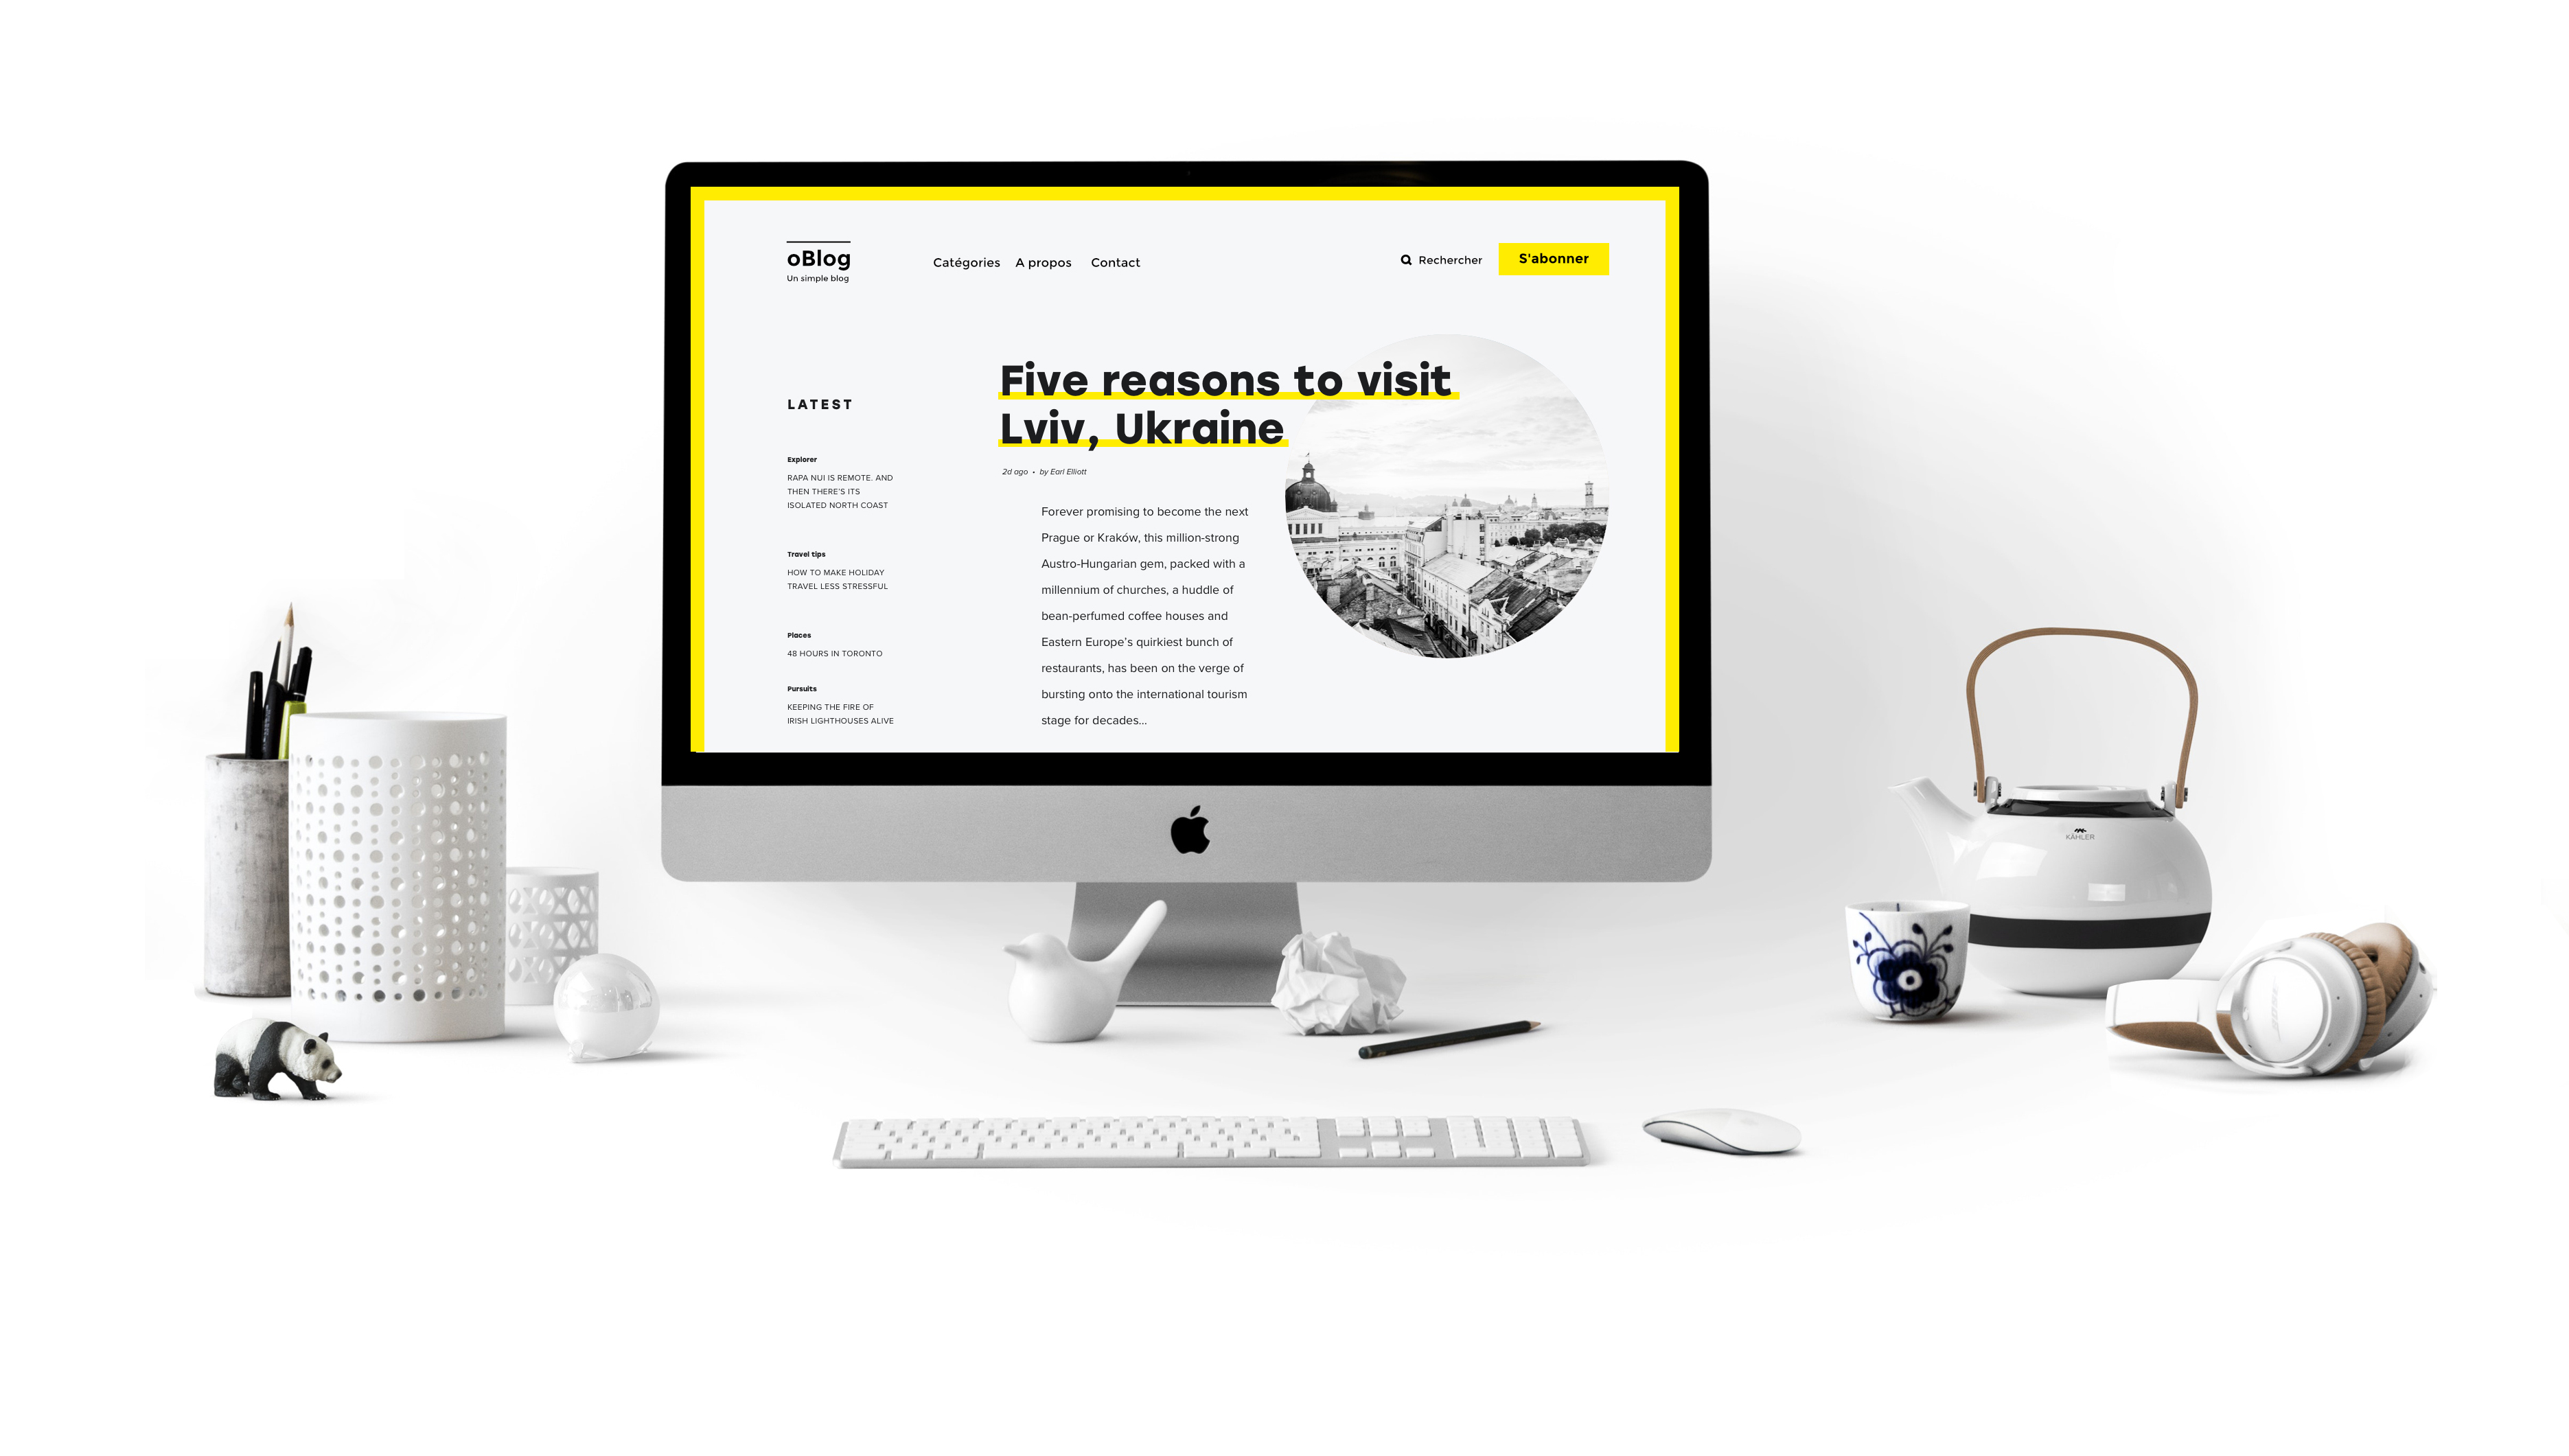 oBlog
Un simple blog
Catégories A propos Contact
Rechercher
S'abonner
LATEST
Explorer
RAPA NUI IS REMOTE. AND
THEN THERE'S ITS
ISOLATED NORTH COAST
Travel tips
HOW TO MAKE HOLIDAY
TRAVEL LESS STRESSFUL
Places
48 HOURS IN TORONTO
Pursuits
KEEPING THE FIRE OF
IRISH LIGHTHOUSES ALIVE
Five reasons to visit
Lviv, Ukraine
2d ago • by Earl Elliott
Forever promising to become the next
Prague or Kraków, this million-strong
Austro-Hungarian gem, packed with a
millennium of churches, a huddle of
bean-perfumed coffee houses and
Eastern Europe’s quirkiest bunch of
restaurants, has been on the verge of
bursting onto the international tourism
stage for decades...
KÄHLER
BOSE